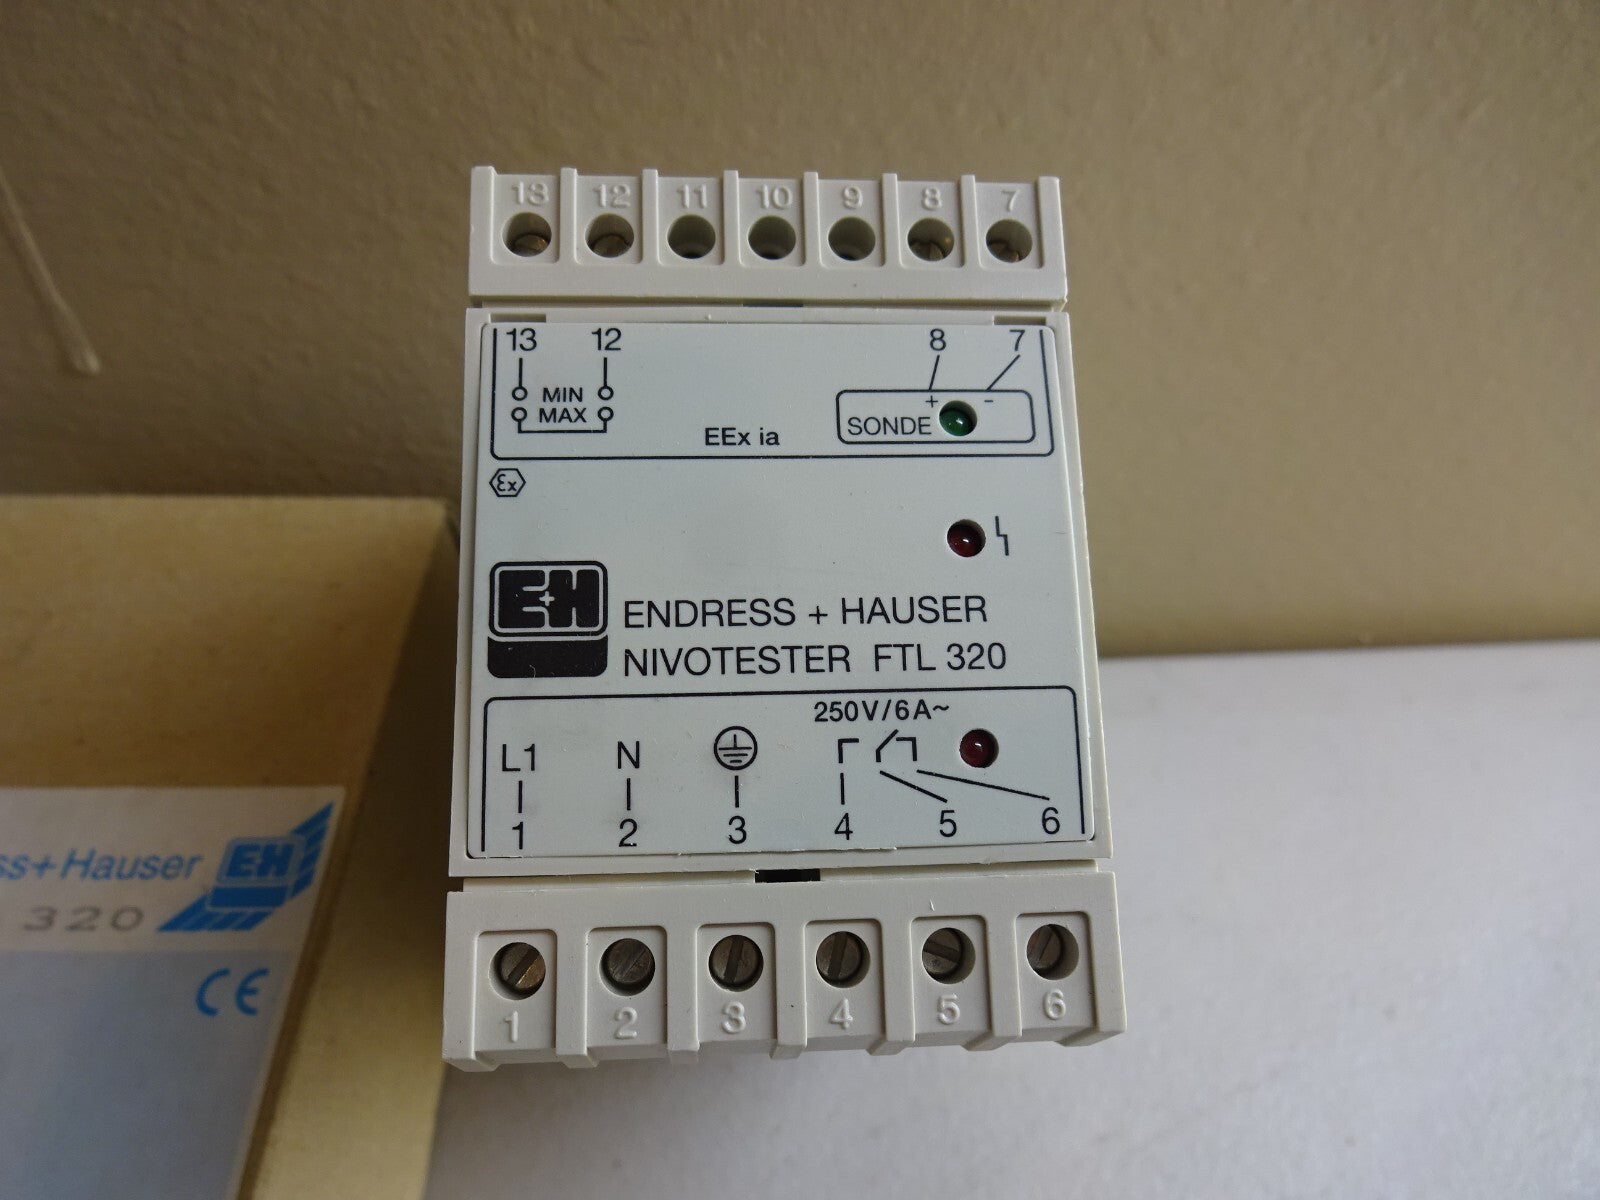 13 12 11 10 9 8 7
13 12 8 7
MIN
MAX
+ -
SONDE
EEx ia
Ex
E+H
ENDRESS + HAUSER
NIVOTESTER FTL 320
250V/6A~
L1 N
1 2 3 4 5 6
1 2 3 4 5 6
ss+Hauser EH
320
CE